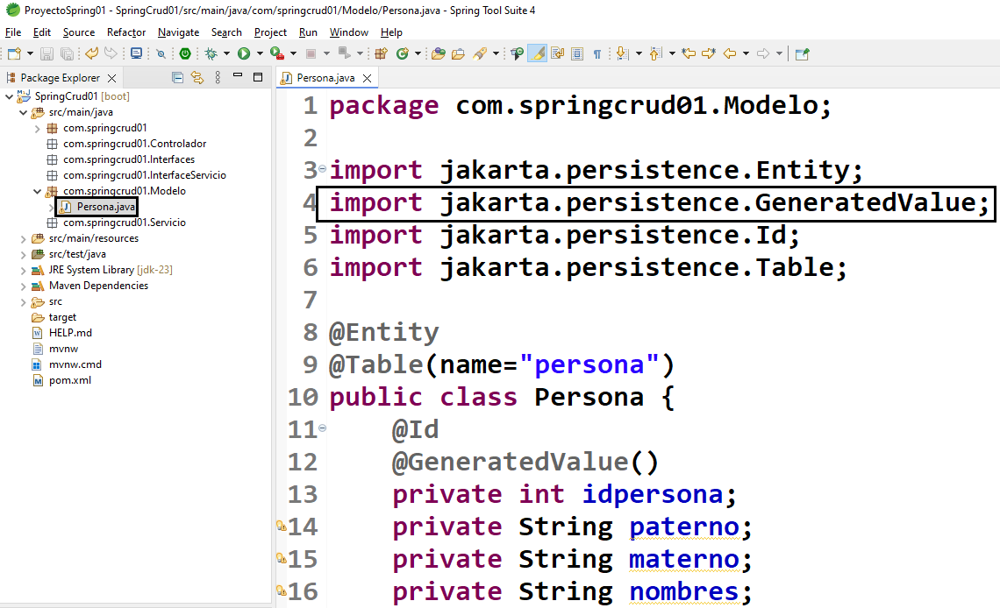 ProyectoSpring01 - SpringCrud01/src/main/java/com/springcrud01/Modelo/Persona.java - Spring Tool Suite 4
File Edit Source Refactor Navigate Search Project Run Window Help
Package Explorer
SpringCrud01 [boot]
src/main/java
com.springcrud01
com.springcrud01.Controlador
com.springcrud01.Interfaces
com.springcrud01.InterfaceServicio
com.springcrud01.Modelo
Persona.java
com.springcrud01.Servicio
src/main/resources
src/test/java
JRE System Library [jdk-23]
Maven Dependencies
src
target
HELP.md
mvnw
mvnw.cmd
pom.xml
Persona.java
1 package com.springcrud01.Modelo;
2
3 import jakarta.persistence.Entity;
4 import jakarta.persistence.GeneratedValue;
5 import jakarta.persistence.Id;
6 import jakarta.persistence.Table;
7
8 @Entity
9 @Table(name="persona")
10 public class Persona {
11 @Id
12 @GeneratedValue()
13 private int idpersona;
14 private String paterno;
15 private String materno;
16 private String nombres;